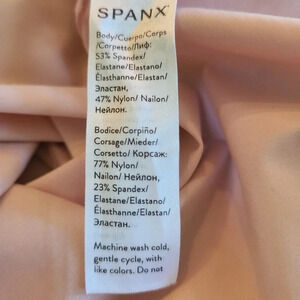 SPANX
Body/Cuerpo/Corps
/Corpetto/Лиф:
53% Spandex/
Elastane/Elastano/
Élasthanne/Elastan/
Эластан,
47% Nylon/ Nailon/
Нейлон.
Bodice/Corpiño/
Corsage/Mieder/
Corsetto/ Корсаж:
77% Nylon/
Nailon/ Нейлон,
23% Spandex/
Elastane/Elastano/
Élasthanne/Elastan/
Эластан.
Machine wash cold,
gentle cycle, with
like colors. Do not